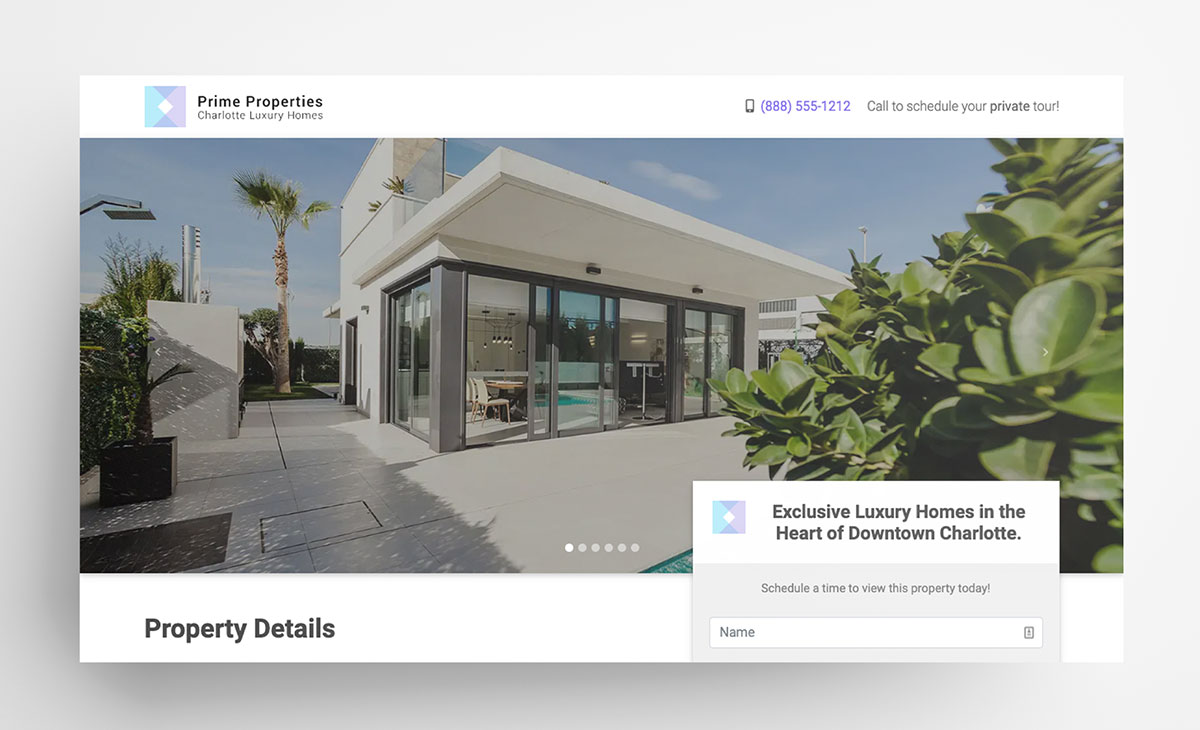 Prime Properties
Charlotte Luxury Homes
(888) 555-1212 Call to schedule your private tour!
Exclusive Luxury Homes in the
Heart of Downtown Charlotte.
Schedule a time to view this property today!
Property Details
Name